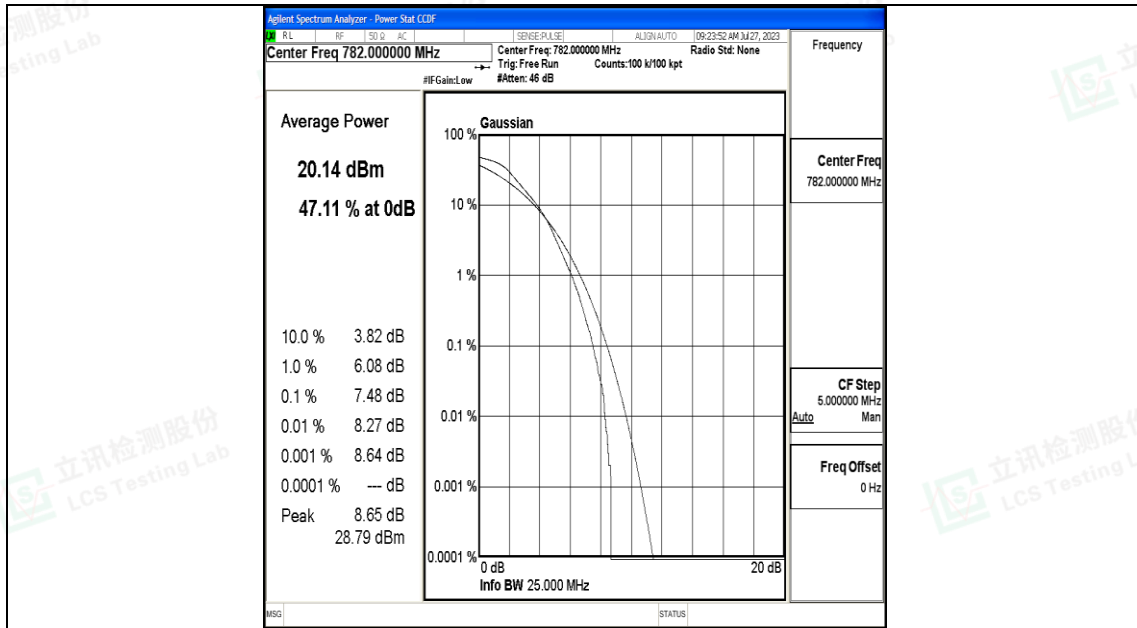 Agilent Spectrum Analyzer - Power Stat CCDF
RL RF 50 Ω AC SENSE:PULSE ALIGN AUTO 09:23:52 AM Jul 27, 2023
Center Freq 782.000000 MHz
Center Freq: 782.000000 MHz Radio Std: None
Trig: Free Run Counts:100 k/100 kpt
#IFGain:Low #Atten: 46 dB
Frequency
Center Freq
782.000000 MHz
CF Step
5.000000 MHz
Auto Man
Freq Offset
0 Hz
Average Power
20.14 dBm
47.11 % at 0dB
10.0 % 3.82 dB
1.0 % 6.08 dB
0.1 % 7.48 dB
0.01 % 8.27 dB
0.001 % 8.64 dB
0.0001 % --- dB
Peak 8.65 dB
28.79 dBm
Gaussian
100 %
10 %
1 %
0.1 %
0.01 %
0.001 %
0.0001 %
0 dB 20 dB
Info BW 25.000 MHz
MSG STATUS
立讯检测股份
LCS Testing Lab
立讯检测股份
LCS Testing L